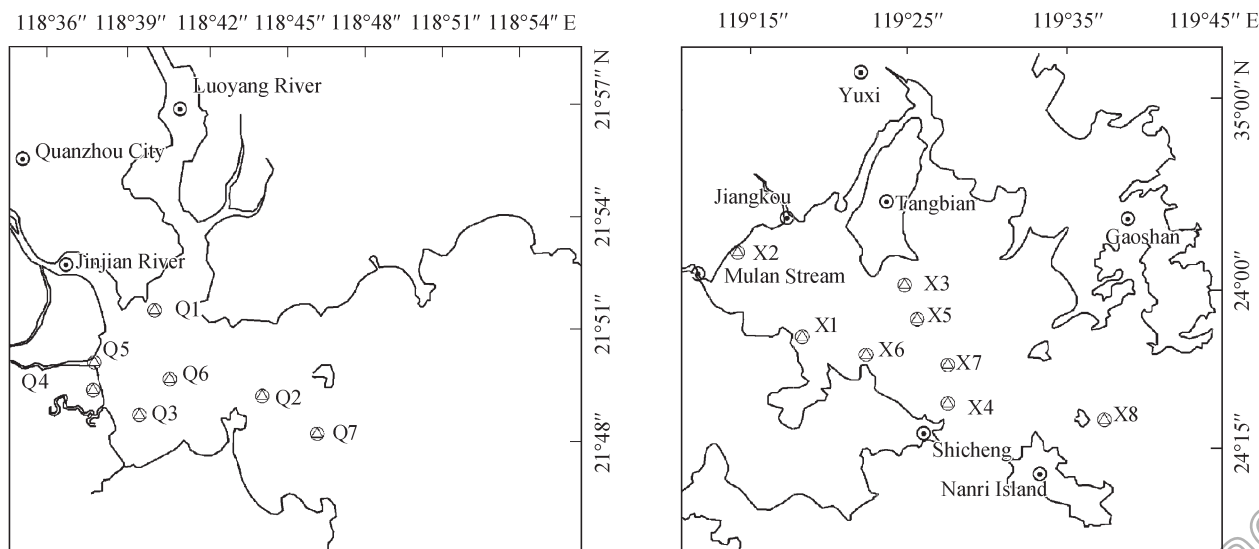 118°36″ 118°39″ 118°42″ 118°45″ 118°48″ 118°51″ 118°54″ E
21°57″ N
21°54″
21°51″
21°48″
Luoyang River
Quanzhou City
Jinjian River
Q1
Q5
Q6
Q4
Q2
Q3
Q7
119°15″ 119°25″ 119°35″ 119°45″ E
35°00″ N
24°00″
24°15″
Yuxi
Jiangkou
Tangbian
Gaoshan
X2
Mulan Stream
X3
X5
X1
X6
X7
X4
X8
Shicheng
Nanri Island